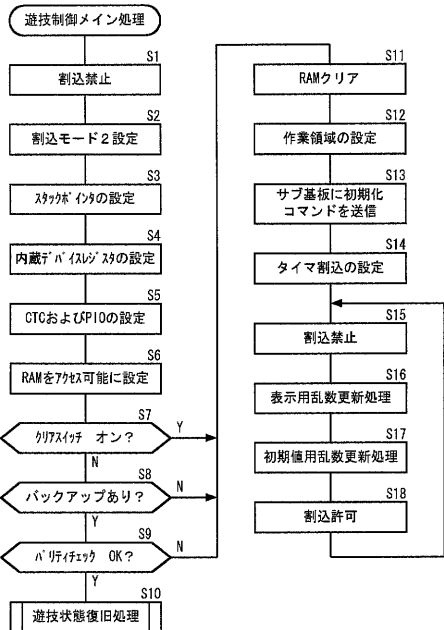 遊技制御メイン処理
S1
割込禁止
S2
割込モード2設定
S3
ｽﾀｯｸﾎﾟｲﾝﾀの設定
S4
内蔵ﾃﾞﾊﾞｲｽﾚｼﾞｽﾀの設定
S5
CTCおよびPIOの設定
S6
RAMをｱｸｾｽ可能に設定
S7
ｸﾘｱｽｲｯﾁ オン?
Y
N
S8
バックアップあり?
N
Y
S9
ﾊﾟﾘﾃｨﾁｪｯｸ OK?
N
Y
S10
遊技状態復旧処理
S11
RAMクリア
S12
作業領域の設定
S13
サブ基板に初期化
コマンドを送信
S14
タイマ割込の設定
S15
割込禁止
S16
表示用乱数更新処理
S17
初期値用乱数更新処理
S18
割込許可